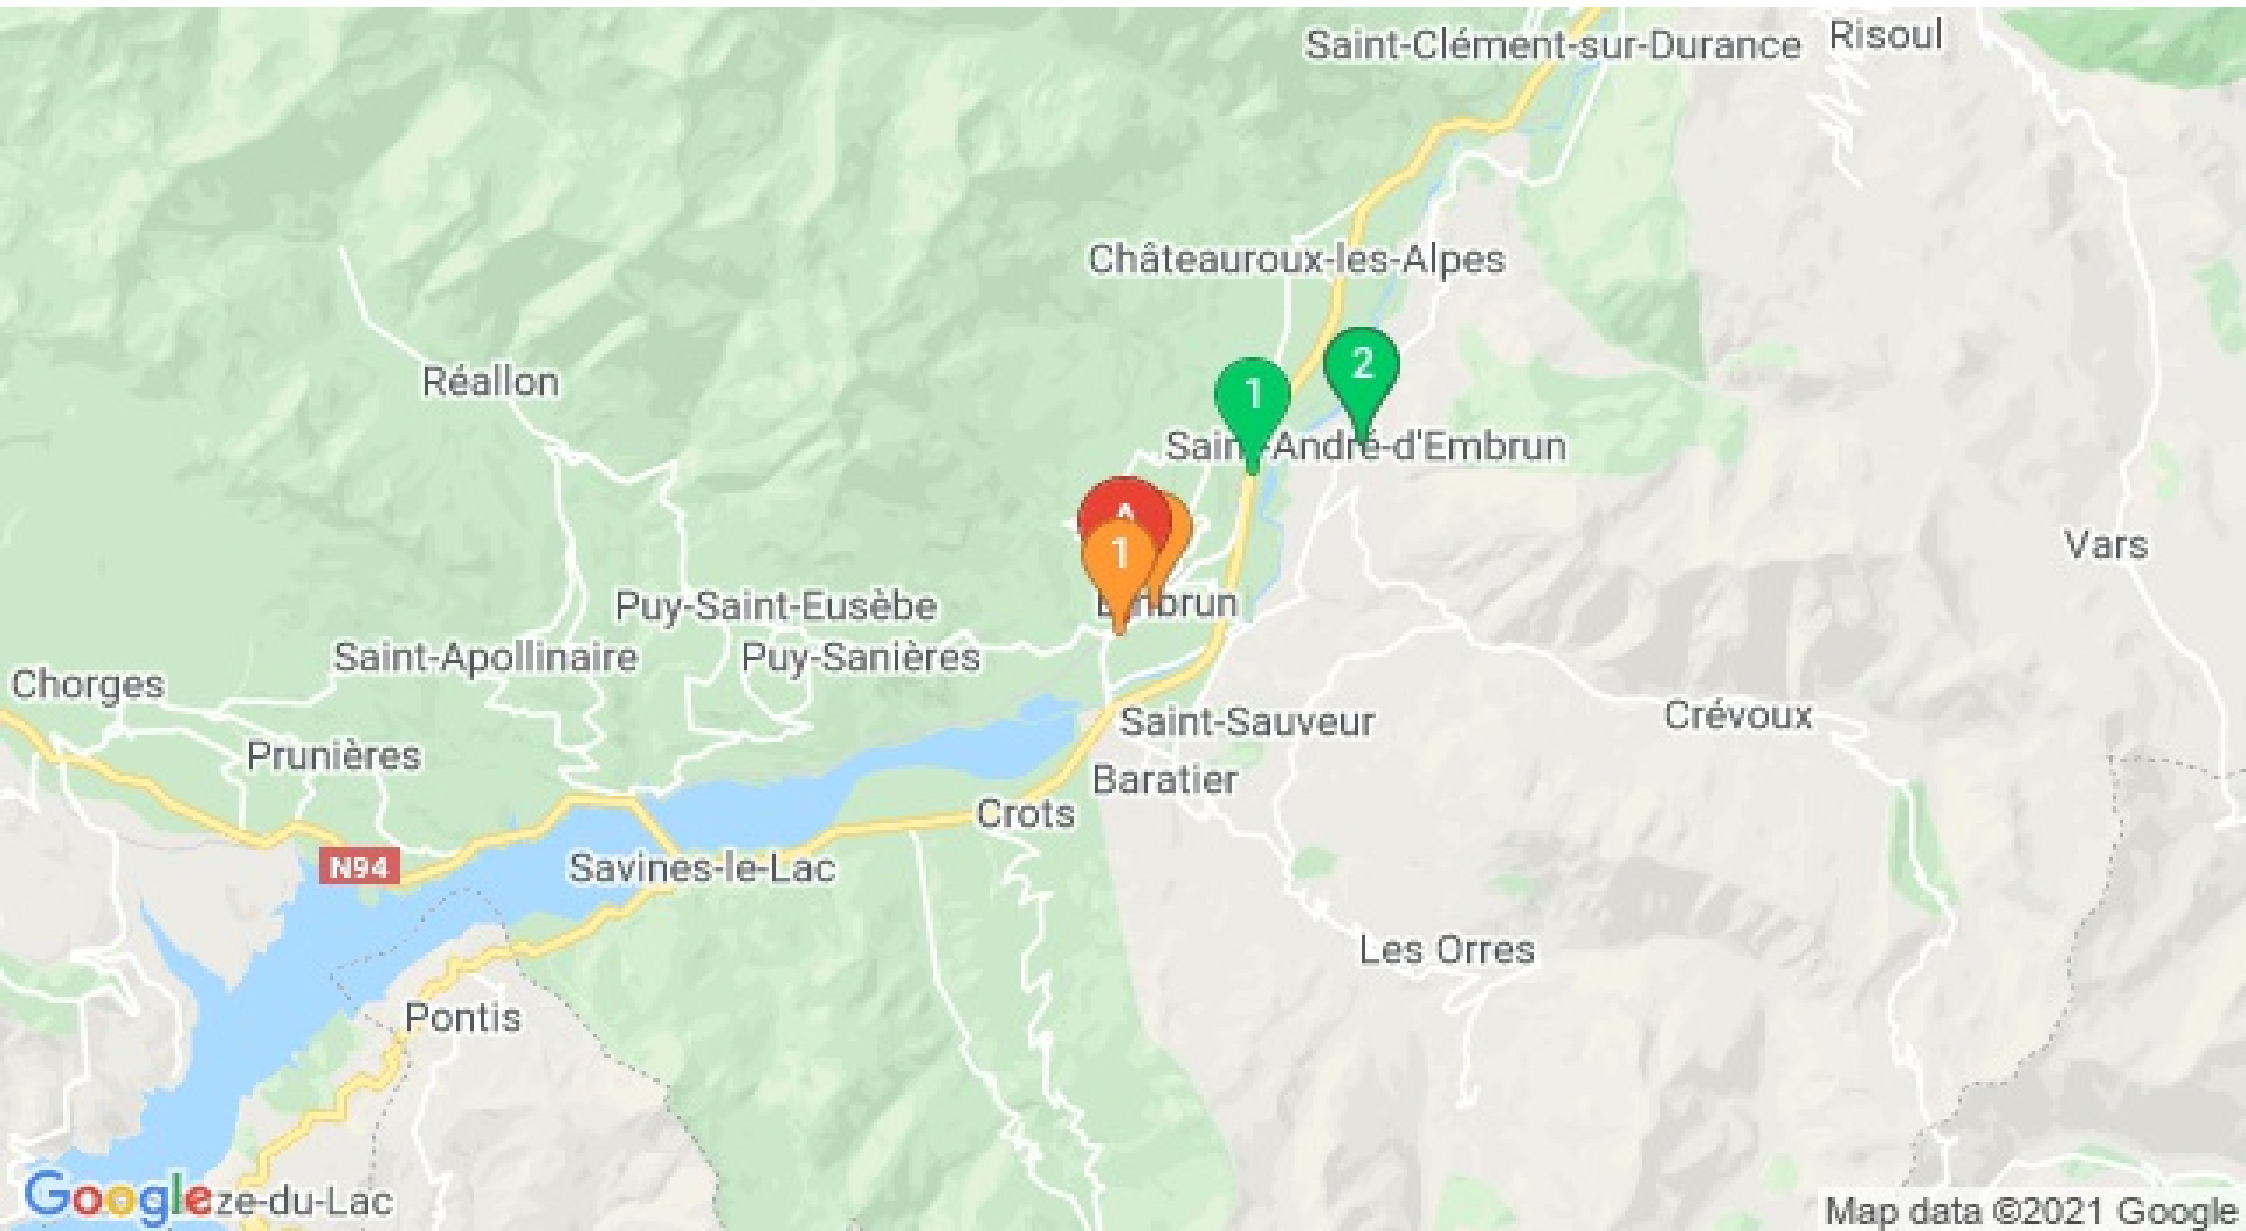 Saint-Clément-sur-Durance
Risoul
Châteauroux-les-Alpes
2
1
Réallon
Saint-André-d'Embrun
A
1
Vars
Embrun
Puy-Saint-Eusèbe
Saint-Apollinaire
Puy-Sanières
Chorges
Saint-Sauveur
Crévoux
Prunières
Baratier
Crots
N94
Savines-le-Lac
Les Orres
Pontis
Google
ze-du-Lac
Map data ©2021 Google